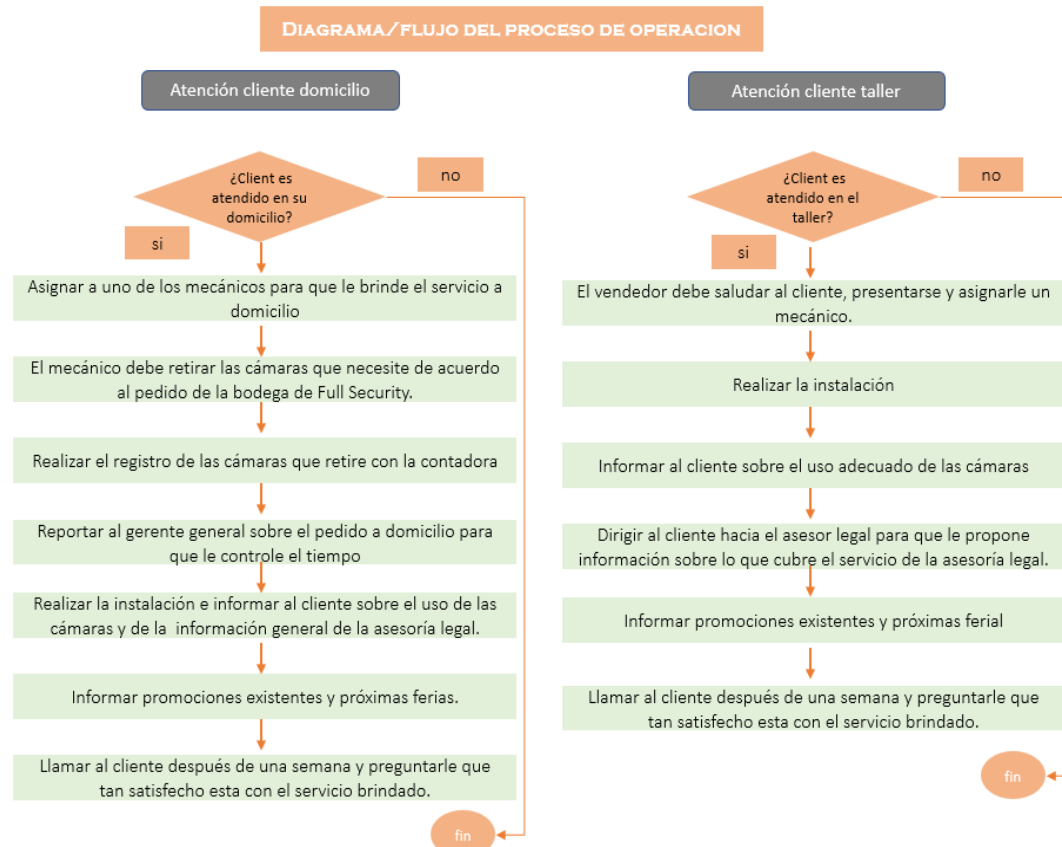 DIAGRAMA/FLUJO DEL PROCESO DE OPERACION
Atención cliente domicilio
¿Client es
atendido en su
domicilio?
no
si
Asignar a uno de los mecánicos para que le brinde el servicio a
domicilio
El mecánico debe retirar las cámaras que necesite de acuerdo
al pedido de la bodega de Full Security.
Realizar el registro de las cámaras que retire con la contadora
Reportar al gerente general sobre el pedido a domicilio para
que le controle el tiempo
Realizar la instalación e informar al cliente sobre el uso de las
cámaras y de la información general de la asesoría legal.
Informar promociones existentes y próximas ferias.
Llamar al cliente después de una semana y preguntarle que
tan satisfecho esta con el servicio brindado.
fin
Atención cliente taller
¿Client es
atendido en el
taller?
no
si
El vendedor debe saludar al cliente, presentarse y asignarle un
mecánico.
Realizar la instalación
Informar al cliente sobre el uso adecuado de las cámaras
Dirigir al cliente hacia el asesor legal para que le propone
información sobre lo que cubre el servicio de la asesoría legal.
Informar promociones existentes y próximas ferial
Llamar al cliente después de una semana y preguntarle que
tan satisfecho esta con el servicio brindado.
fin